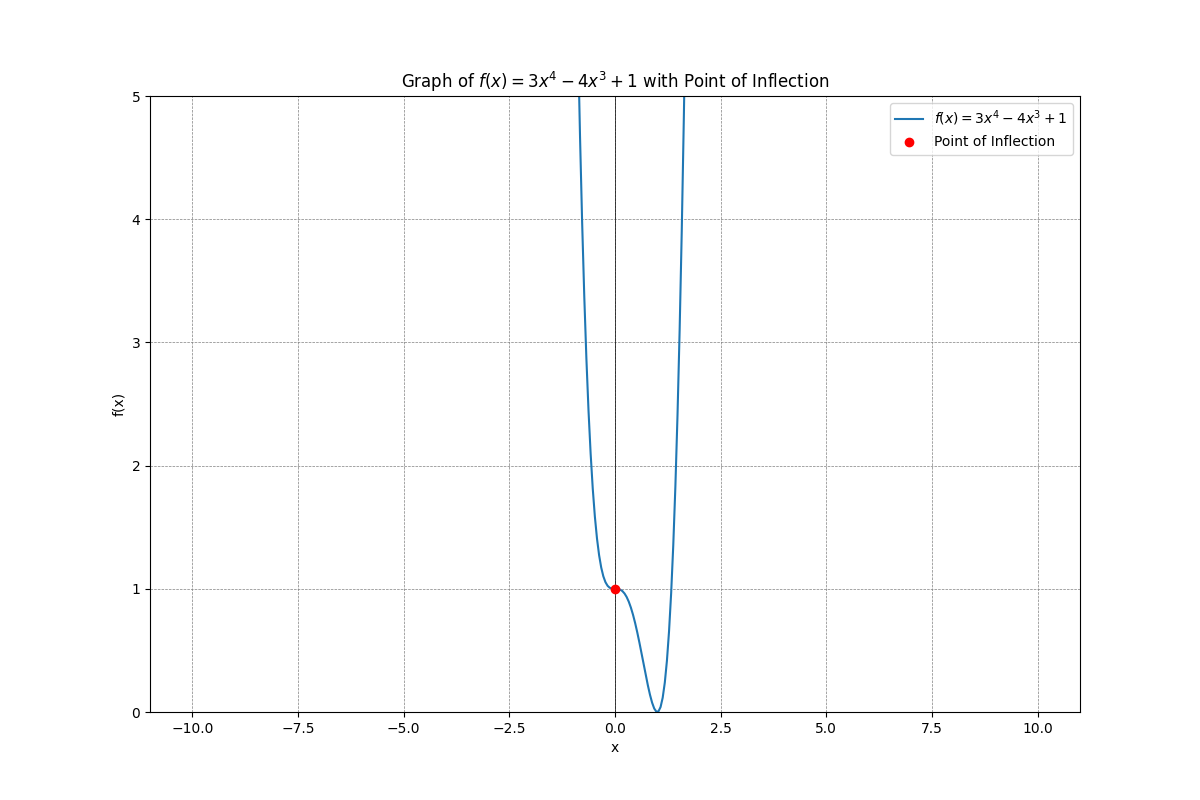 Graph of f(x) = 3x⁴ − 4x³ + 1 with Point of Inflection
f(x) = 3x⁴ − 4x³ + 1
Point of Inflection
5
4
3
2
1
0
f(x)
−10.0 −7.5 −5.0 −2.5 0.0 2.5 5.0 7.5 10.0
x